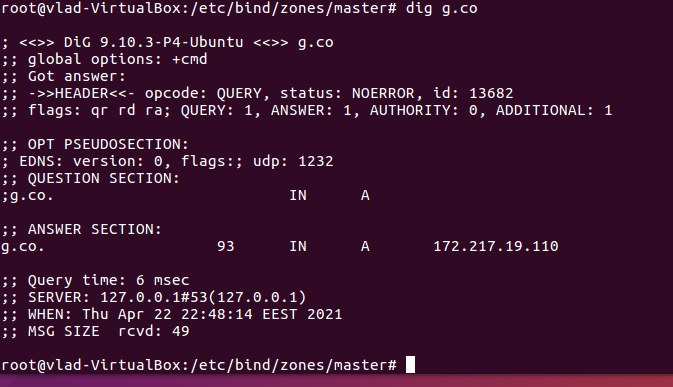 root@vlad-VirtualBox:/etc/bind/zones/master# dig g.co
; <<>> DiG 9.10.3-P4-Ubuntu <<>> g.co
;; global options: +cmd
;; Got answer:
;; ->>HEADER<<- opcode: QUERY, status: NOERROR, id: 13682
;; flags: qr rd ra; QUERY: 1, ANSWER: 1, AUTHORITY: 0, ADDITIONAL: 1
;; OPT PSEUDOSECTION:
; EDNS: version: 0, flags:; udp: 1232
;; QUESTION SECTION:
;g.co. IN A
;; ANSWER SECTION:
g.co. 93 IN A 172.217.19.110
;; Query time: 6 msec
;; SERVER: 127.0.0.1#53(127.0.0.1)
;; WHEN: Thu Apr 22 22:48:14 EEST 2021
;; MSG SIZE rcvd: 49
root@vlad-VirtualBox:/etc/bind/zones/master#